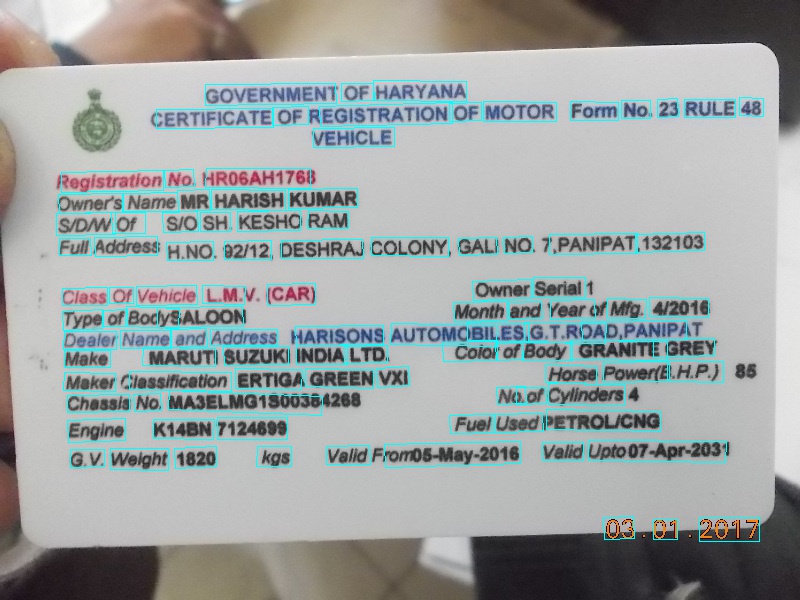 GOVERNMENT OF HARYANA
CERTIFICATE OF REGISTRATION OF MOTOR VEHICLE Form No. 23 RULE 48
Registration No. HR06AH1768
Owner's Name MR HARISH KUMAR
S/D/W Of S/O SH. KESHO RAM
Full Address H.NO. 92/12, DESHRAJ COLONY, GALI NO. 7,PANIPAT,132103
Class Of Vehicle L.M.V. (CAR) Owner Serial 1
Type of Body SALOON Month and Year of Mfg. 4/2016
Dealer Name and Address HARISONS AUTOMOBILES,G.T.ROAD,PANIPAT
Make MARUTI SUZUKI INDIA LTD. Color of Body GRANITE GREY
Maker Classification ERTIGA GREEN VXI Horse Power(B.H.P.) 85
Chassis No. MA3ELMG1S00354268 No.of Cylinders 4
Engine K14BN 7124699 Fuel Used PETROL/CNG
G.V. Weight 1820 kgs Valid From 05-May-2016 Valid Upto 07-Apr-2031
03.01.2017